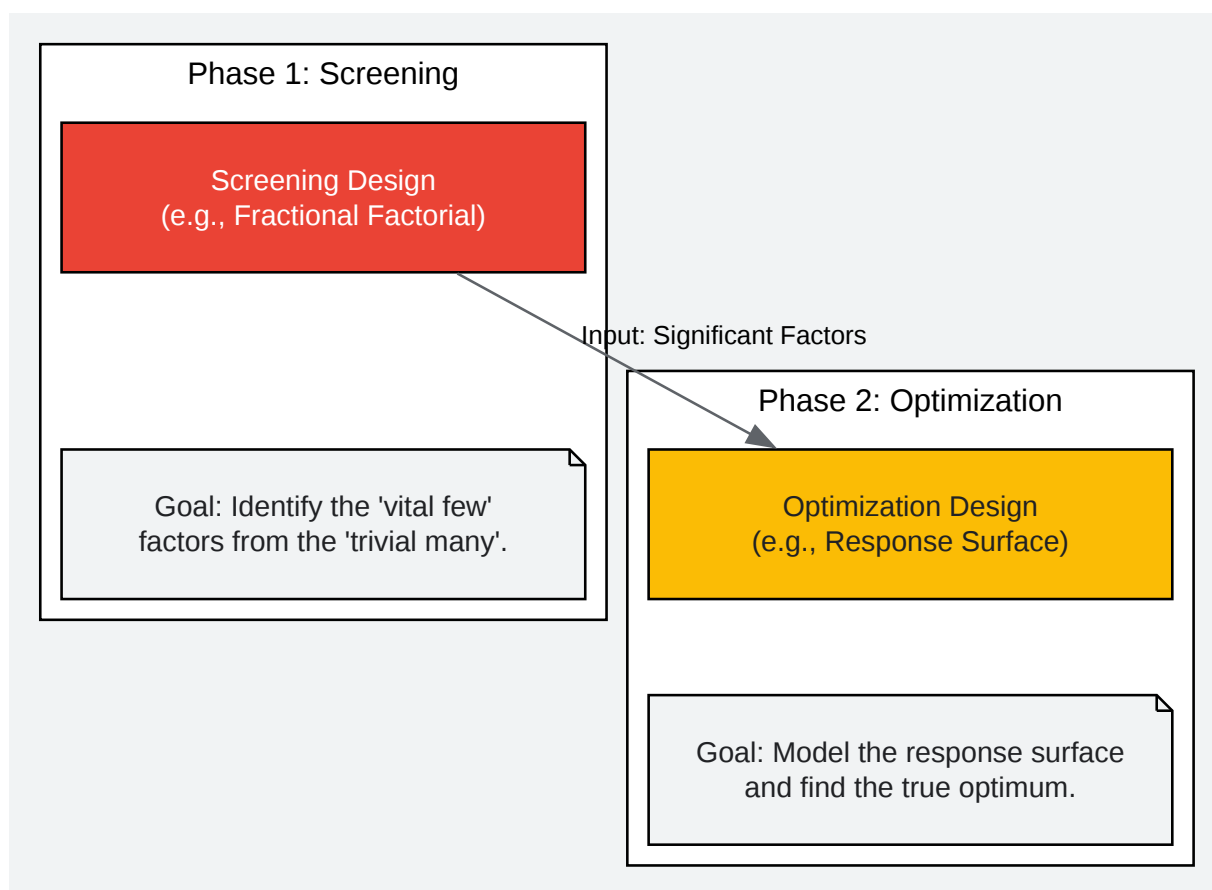 Phase 1: Screening
Screening Design
(e.g., Fractional Factorial)
Input: Significant Factors
Goal: Identify the 'vital few'
factors from the 'trivial many'.
Phase 2: Optimization
Optimization Design
(e.g., Response Surface)
Goal: Model the response surface
and find the true optimum.